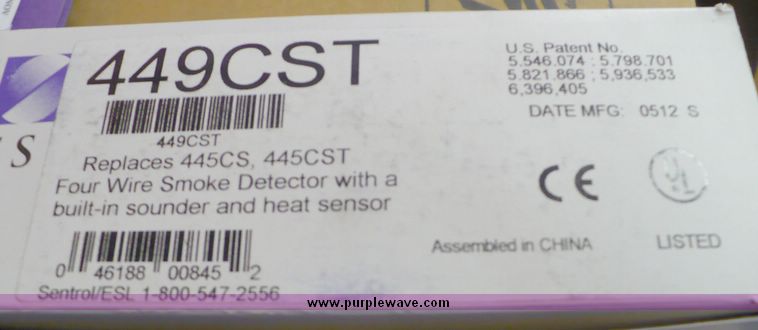 449CST
449CST
Replaces 445CS, 445CST
Four Wire Smoke Detector with a
built-in sounder and heat sensor
0 46188 00845 2
Sentrol/ESL 1-800-547-2556
U.S. Patent No.
5,546,074 ; 5,798,701
5,821,866 ; 5,936,533
6,396,405
DATE MFG: 0512 S
CE
UL
Assembled in CHINA
LISTED
S
www.purplewave.com